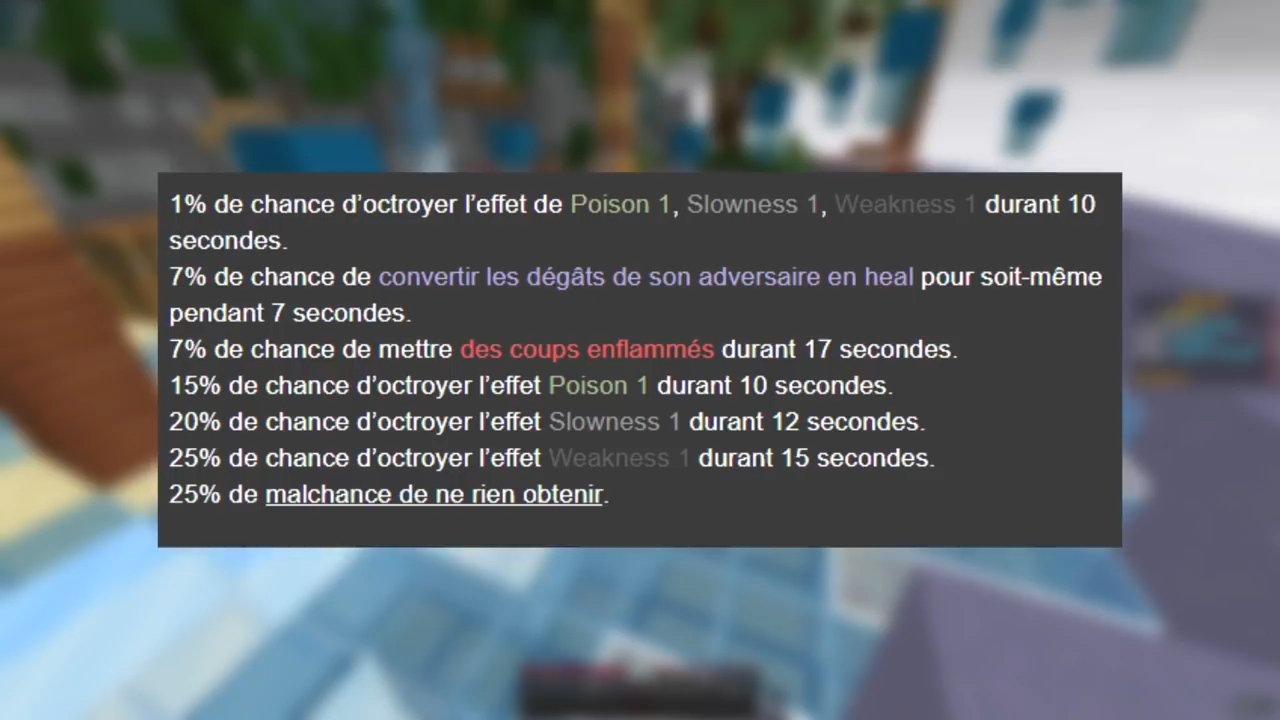 1% de chance d’octroyer l’effet de Poison 1, Slowness 1, Weakness 1 durant 10
secondes.
7% de chance de convertir les dégâts de son adversaire en heal pour soit-même
pendant 7 secondes.
7% de chance de mettre des coups enflammés durant 17 secondes.
15% de chance d’octroyer l’effet Poison 1 durant 10 secondes.
20% de chance d’octroyer l’effet Slowness 1 durant 12 secondes.
25% de chance d’octroyer l’effet Weakness 1 durant 15 secondes.
25% de malchance de ne rien obtenir.